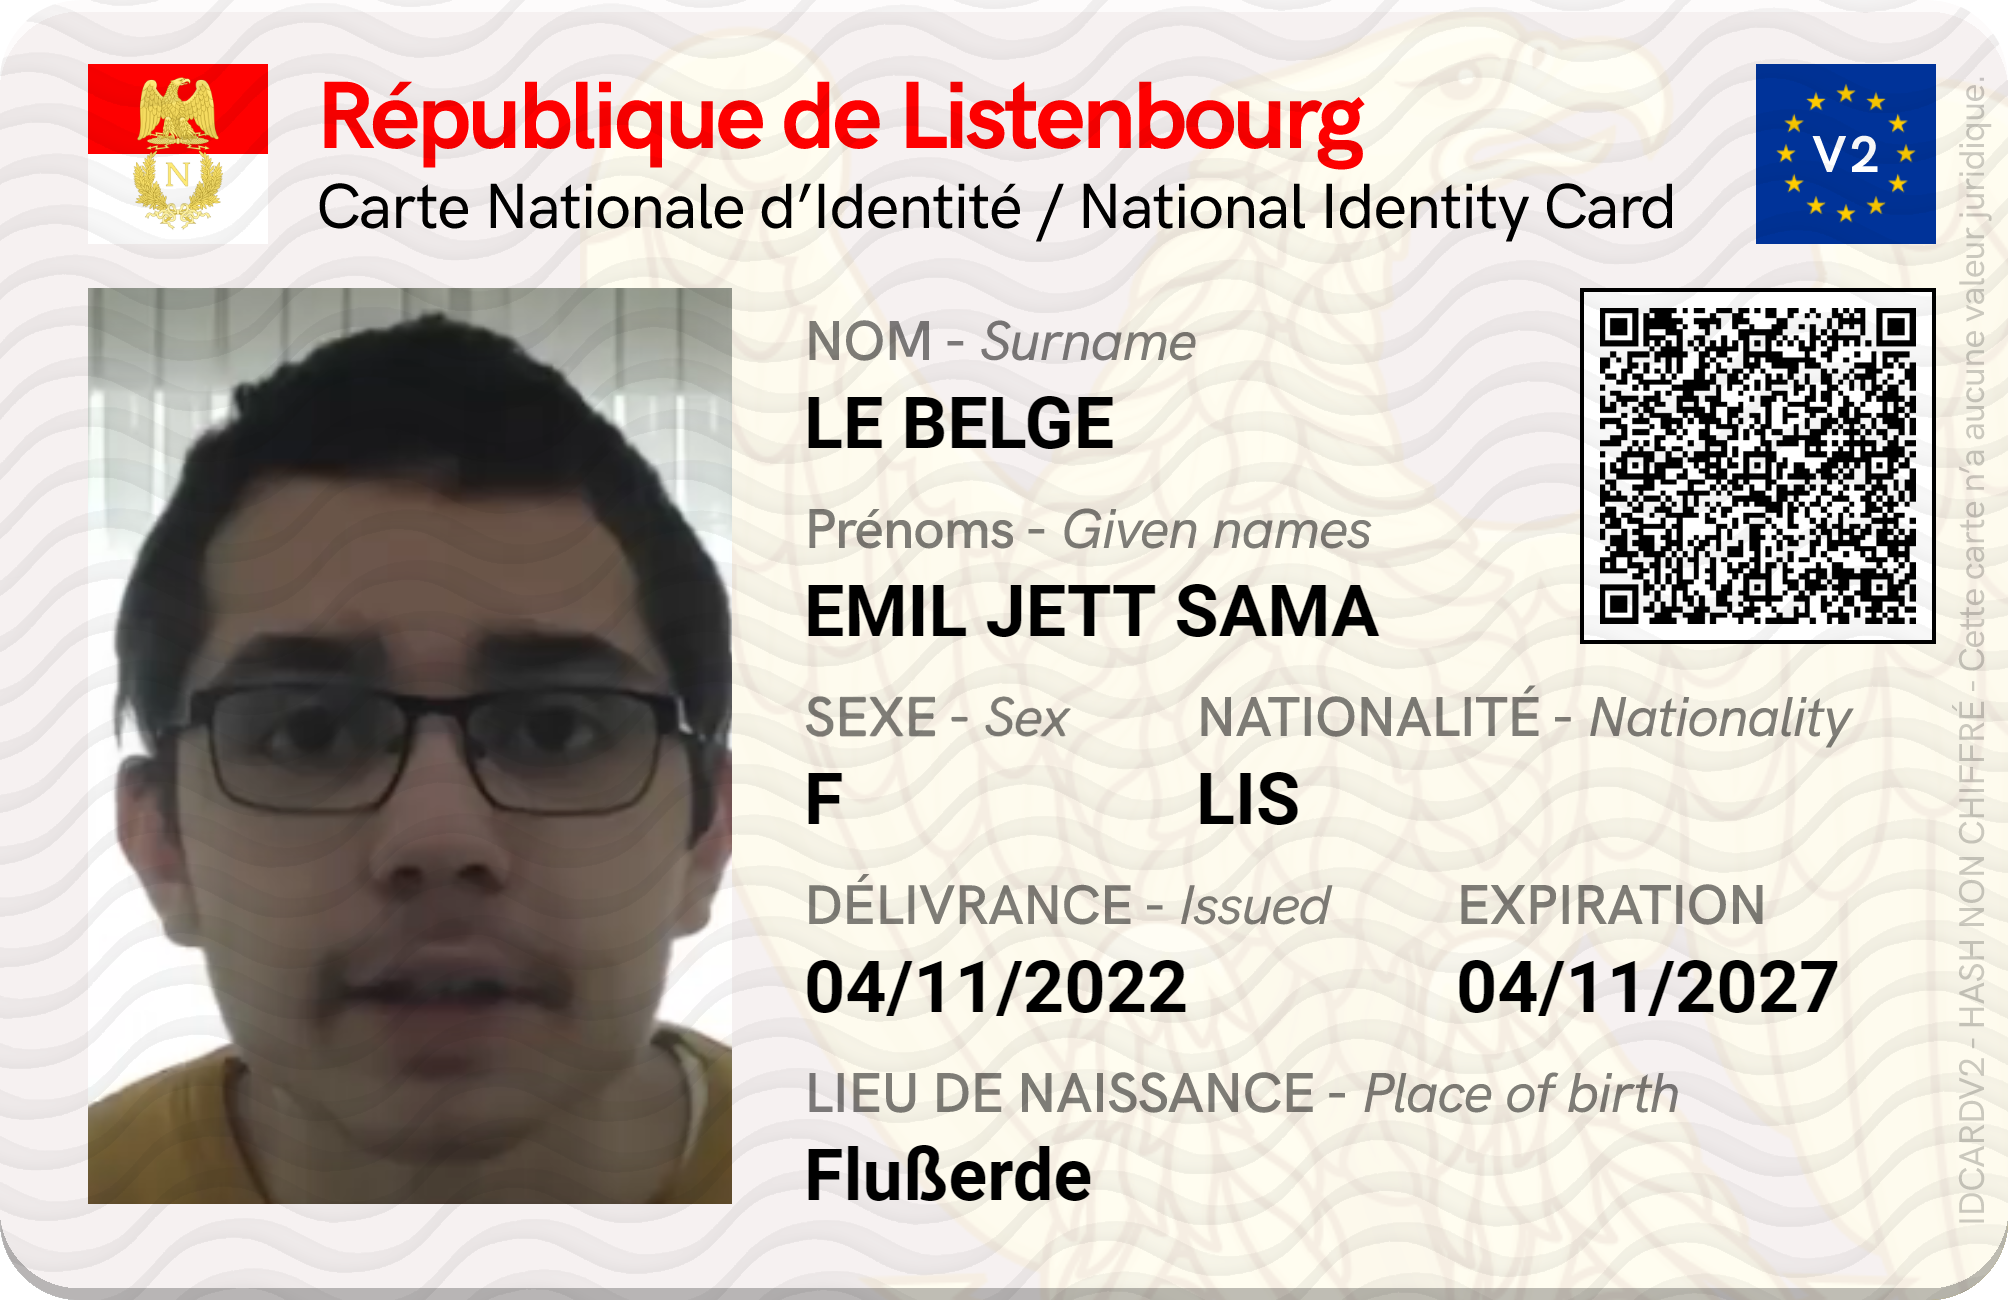 N
République de Listenbourg
Carte Nationale d’Identité / National Identity Card
V2
NOM - Surname
LE BELGE
Prénoms - Given names
EMIL JETT SAMA
SEXE - Sex
NATIONALITÉ - Nationality
F
LIS
DÉLIVRANCE - Issued
EXPIRATION
04/11/2022
04/11/2027
LIEU DE NAISSANCE - Place of birth
Flußerde
IDCARDV2 - HASH NON CHIFFRÉ - Cette carte n’a aucune valeur juridique.